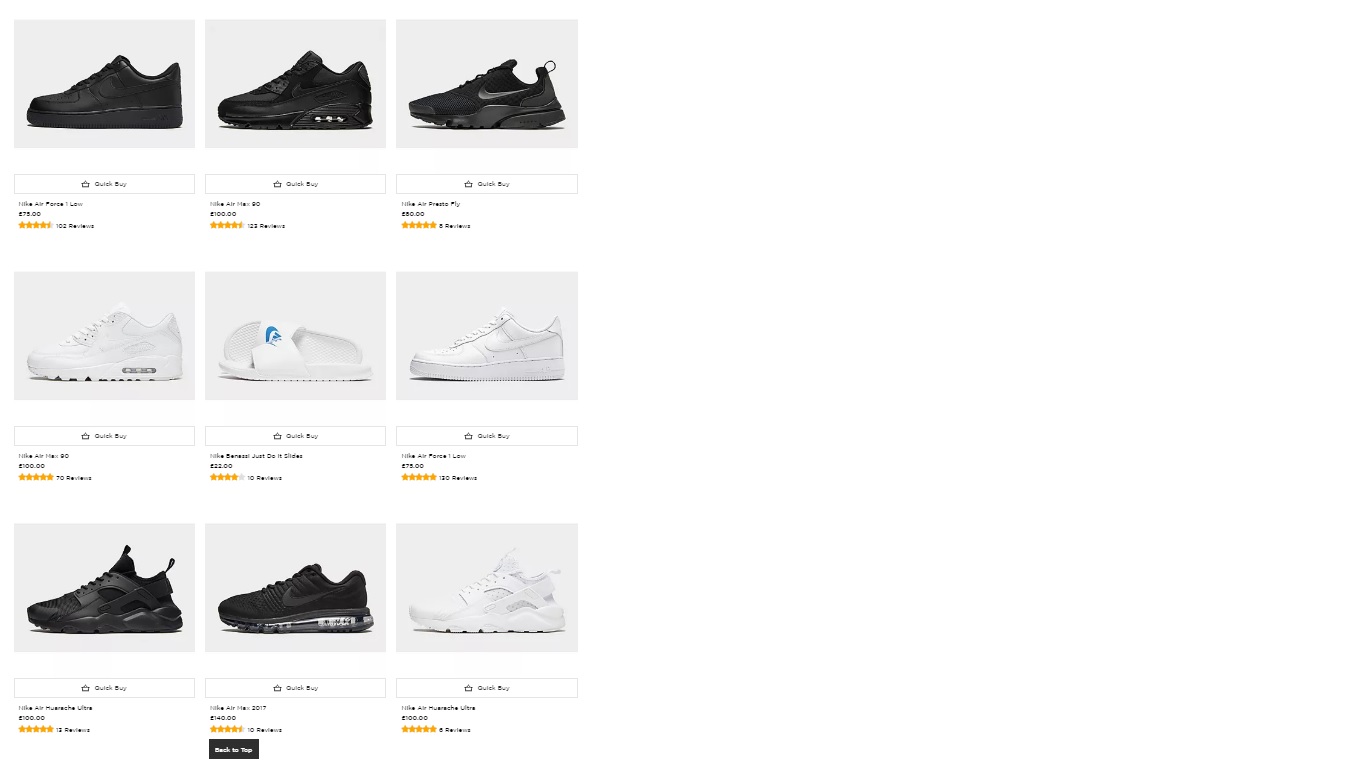 Quick Buy
Quick Buy
Quick Buy
Nike Air Force 1 Low
£75.00
102 Reviews
Nike Air Max 90
£100.00
123 Reviews
Nike Air Presto Fly
£80.00
8 Reviews
Quick Buy
Quick Buy
Quick Buy
Nike Air Max 90
£100.00
70 Reviews
Nike Benassi Just Do It Slides
£22.00
10 Reviews
Nike Air Force 1 Low
£75.00
130 Reviews
Quick Buy
Quick Buy
Quick Buy
Nike Air Huarache Ultra
£100.00
13 Reviews
Nike Air Max 2017
£140.00
10 Reviews
Nike Air Huarache Ultra
£100.00
6 Reviews
Back to Top